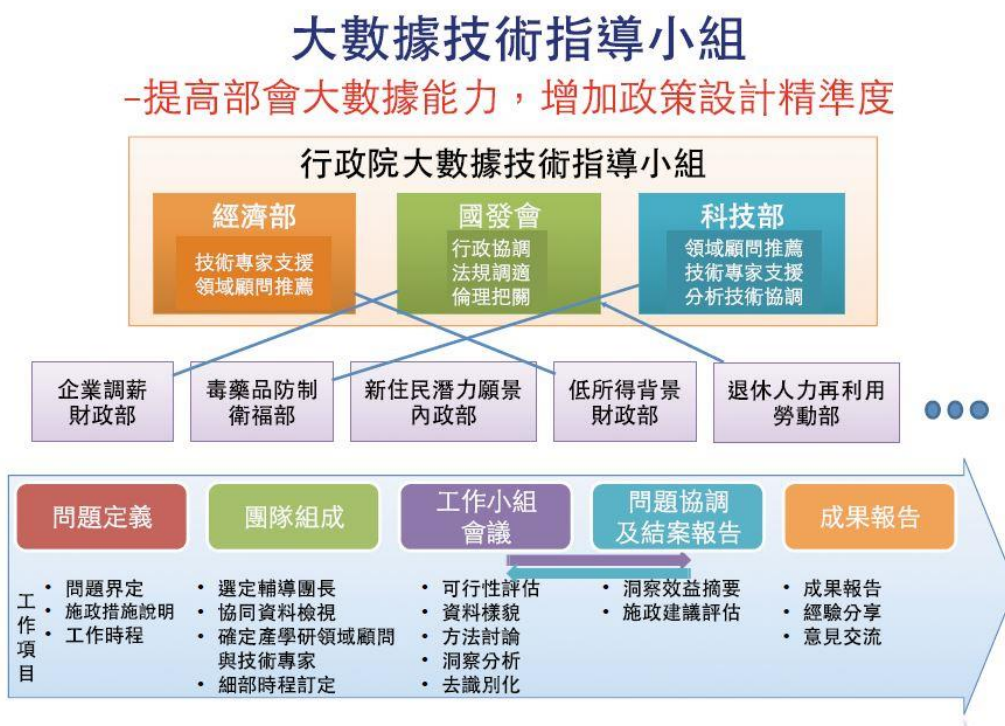 大數據技術指導小組
-提高部會大數據能力，增加政策設計精準度
行政院大數據技術指導小組
經濟部
技術專家支援
領域顧問推薦
國發會
行政協調
法規調適
倫理把關
科技部
領域顧問推薦
技術專家支援
分析技術協調
企業調薪
財政部
毒藥品防制
衛福部
新住民潛力願景
內政部
低所得背景
財政部
退休人力再利用
勞動部
工作項目
問題定義
• 問題界定
• 施政措施說明
• 工作時程
團隊組成
• 選定輔導團長
• 協同資料檢視
• 確定產學研領域顧問
與技術專家
• 細部時程訂定
工作小組
會議
• 可行性評估
• 資料樣貌
• 方法討論
• 洞察分析
• 去識別化
問題協調
及結案報告
• 洞察效益摘要
• 施政建議評估
成果報告
• 成果報告
• 經驗分享
• 意見交流